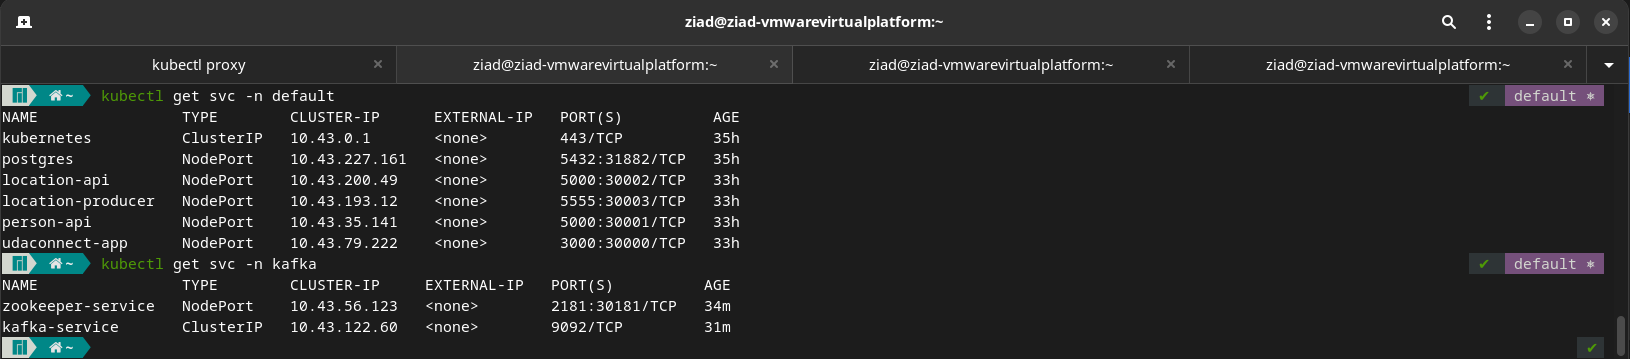 ziad@ziad-vmwarevirtualplatform:~
kubectl proxy
ziad@ziad-vmwarevirtualplatform:~
ziad@ziad-vmwarevirtualplatform:~
ziad@ziad-vmwarevirtualplatform:~
~ kubectl get svc -n default ✔ default ⎈
NAME TYPE CLUSTER-IP EXTERNAL-IP PORT(S) AGE
kubernetes ClusterIP 10.43.0.1 <none> 443/TCP 35h
postgres NodePort 10.43.227.161 <none> 5432:31882/TCP 35h
location-api NodePort 10.43.200.49 <none> 5000:30002/TCP 33h
location-producer NodePort 10.43.193.12 <none> 5555:30003/TCP 33h
person-api NodePort 10.43.35.141 <none> 5000:30001/TCP 33h
udaconnect-app NodePort 10.43.79.222 <none> 3000:30000/TCP 33h
~ kubectl get svc -n kafka ✔ default ⎈
NAME TYPE CLUSTER-IP EXTERNAL-IP PORT(S) AGE
zookeeper-service NodePort 10.43.56.123 <none> 2181:30181/TCP 34m
kafka-service ClusterIP 10.43.122.60 <none> 9092/TCP 31m
~ ✔